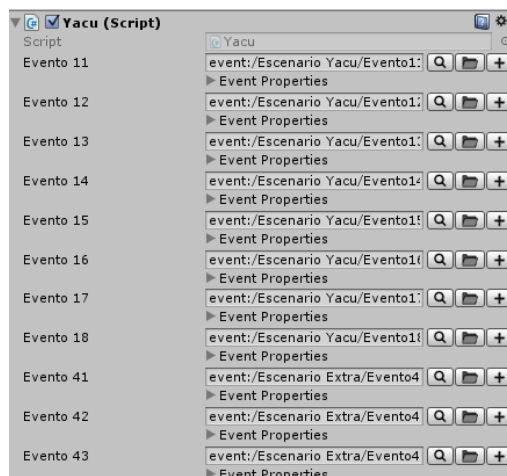 Yacu (Script)
Script Yacu
Evento 11 event:/Escenario Yacu/Evento11
Event Properties
Evento 12 event:/Escenario Yacu/Evento12
Event Properties
Evento 13 event:/Escenario Yacu/Evento1
Event Properties
Evento 14 event:/Escenario Yacu/Evento14
Event Properties
Evento 15 event:/Escenario Yacu/Evento15
Event Properties
Evento 16 event:/Escenario Yacu/Evento16
Event Properties
Evento 17 event:/Escenario Yacu/Evento1
Event Properties
Evento 18 event:/Escenario Yacu/Evento18
Event Properties
Evento 41 event:/Escenario Extra/Evento4
Event Properties
Evento 42 event:/Escenario Extra/Evento4
Event Properties
Evento 43 event:/Escenario Extra/Evento4
Event Properties